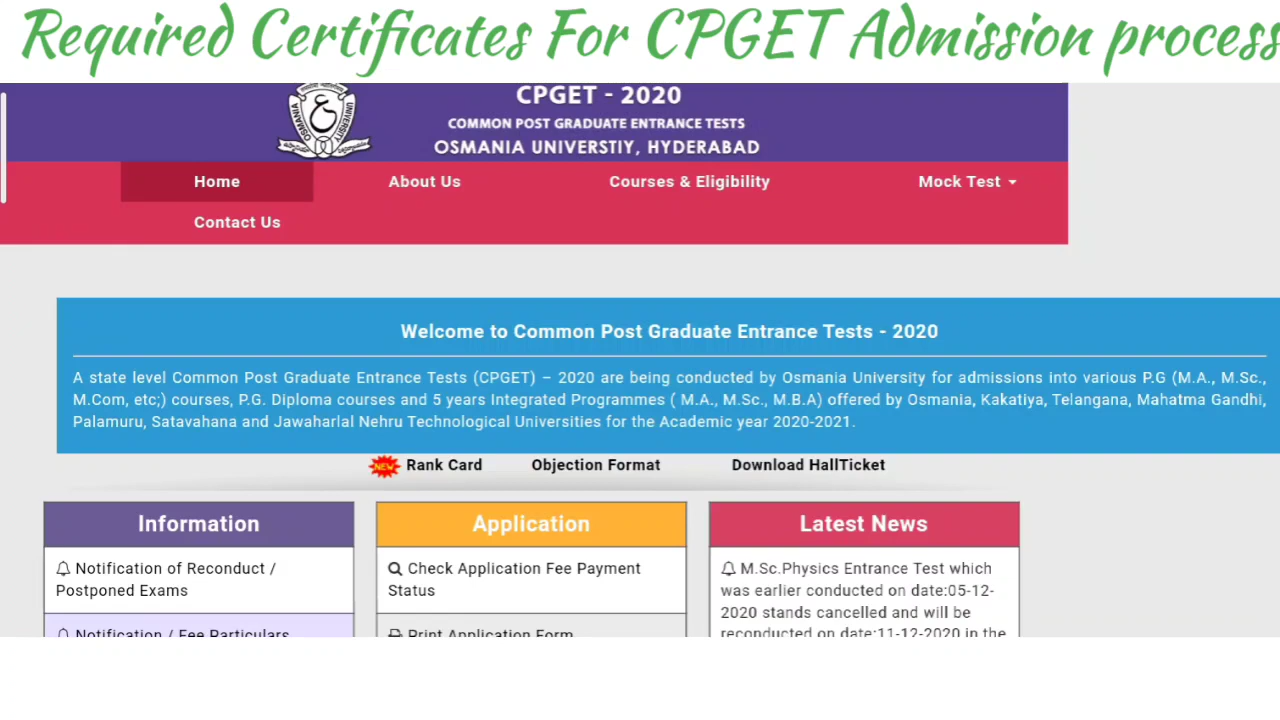 Required Certificates For CPGET Admission process
CPGET - 2020
COMMON POST GRADUATE ENTRANCE TESTS
OSMANIA UNIVERSTIY, HYDERABAD
Home
About Us
Courses & Eligibility
Mock Test
Contact Us
Welcome to Common Post Graduate Entrance Tests - 2020
A state level Common Post Graduate Entrance Tests (CPGET) – 2020 are being conducted by Osmania University for admissions into various P.G (M.A., M.Sc.,
M.Com, etc;) courses, P.G. Diploma courses and 5 years Integrated Programmes ( M.A., M.Sc., M.B.A) offered by Osmania, Kakatiya, Telangana, Mahatma Gandhi,
Palamuru, Satavahana and Jawaharlal Nehru Technological Universities for the Academic year 2020-2021.
NEW Rank Card
Objection Format
Download HallTicket
Information
Notification of Reconduct /
Postponed Exams
Notification / Fee Particulars
Application
Check Application Fee Payment
Status
Print Application Form
Latest News
M.Sc.Physics Entrance Test which
was earlier conducted on date:05-12-
2020 stands cancelled and will be
reconducted on date:11-12-2020 in the